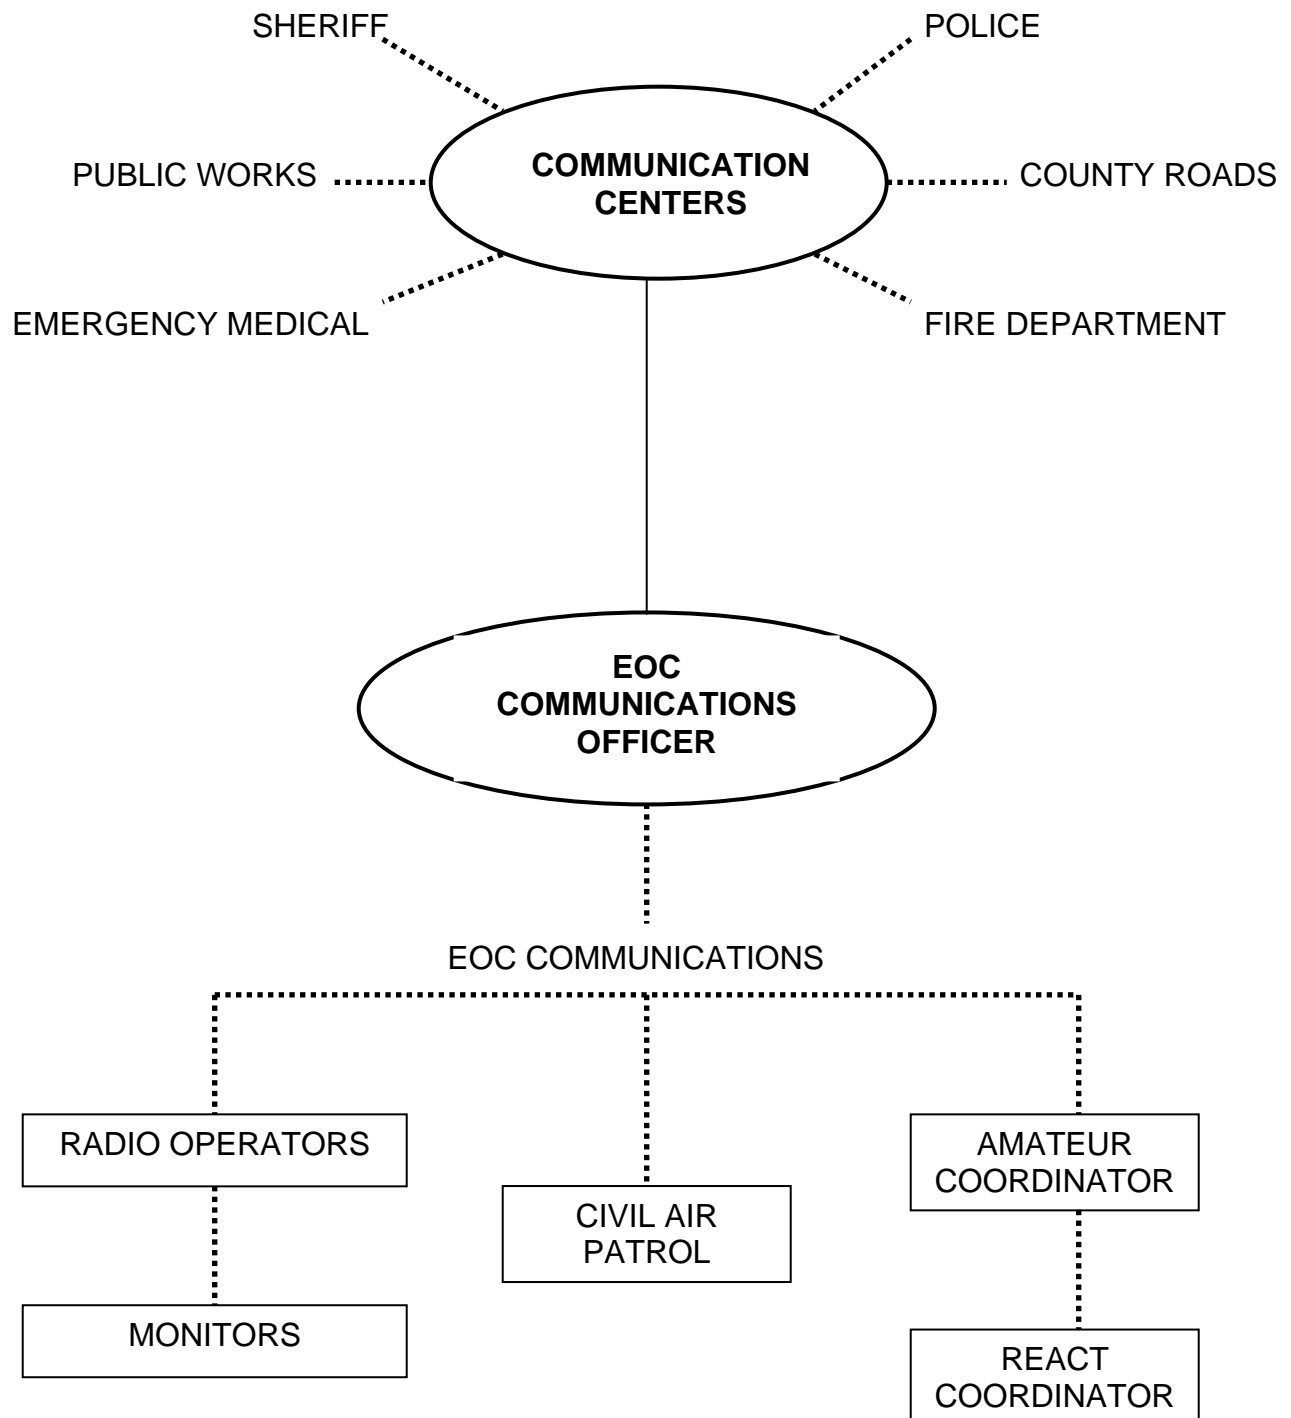 SHERIFF
POLICE
COMMUNICATION
CENTERS
PUBLIC WORKS
COUNTY ROADS
EMERGENCY MEDICAL
FIRE DEPARTMENT
EOC
COMMUNICATIONS
OFFICER
EOC COMMUNICATIONS
RADIO OPERATORS
AMATEUR
COORDINATOR
CIVIL AIR
PATROL
MONITORS
REACT
COORDINATOR